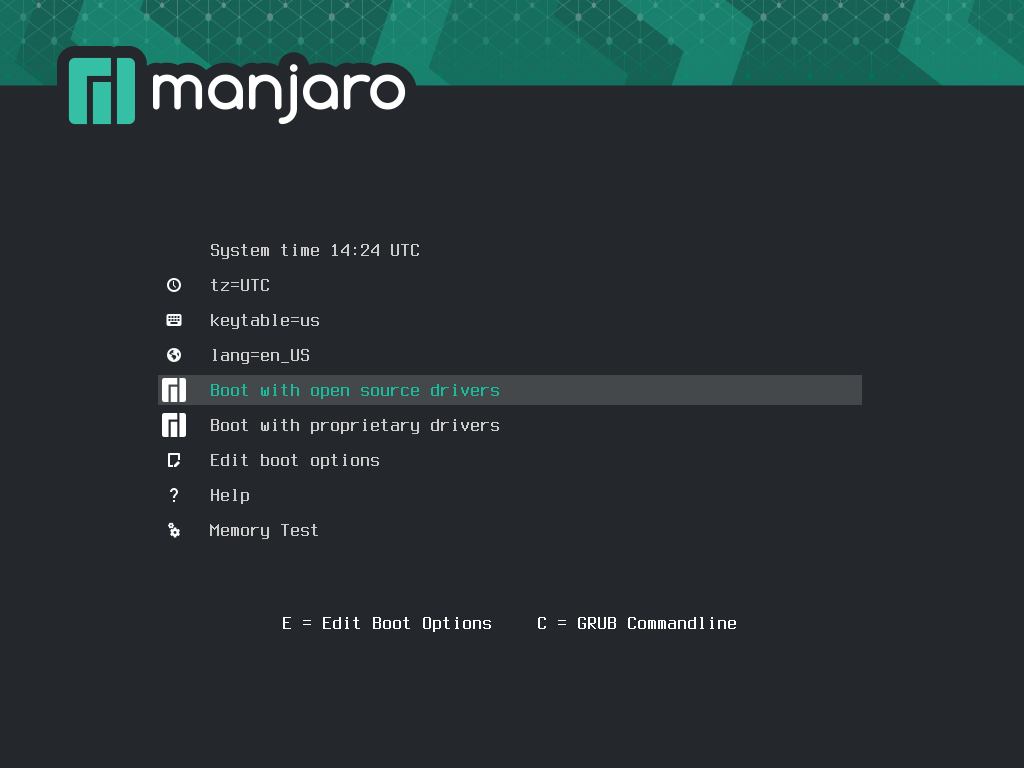 manjaro
System time 14:24 UTC
tz=UTC
keytable=us
lang=en_US
Boot with open source drivers
Boot with proprietary drivers
Edit boot options
Help
Memory Test
E = Edit Boot Options    C = GRUB Commandline